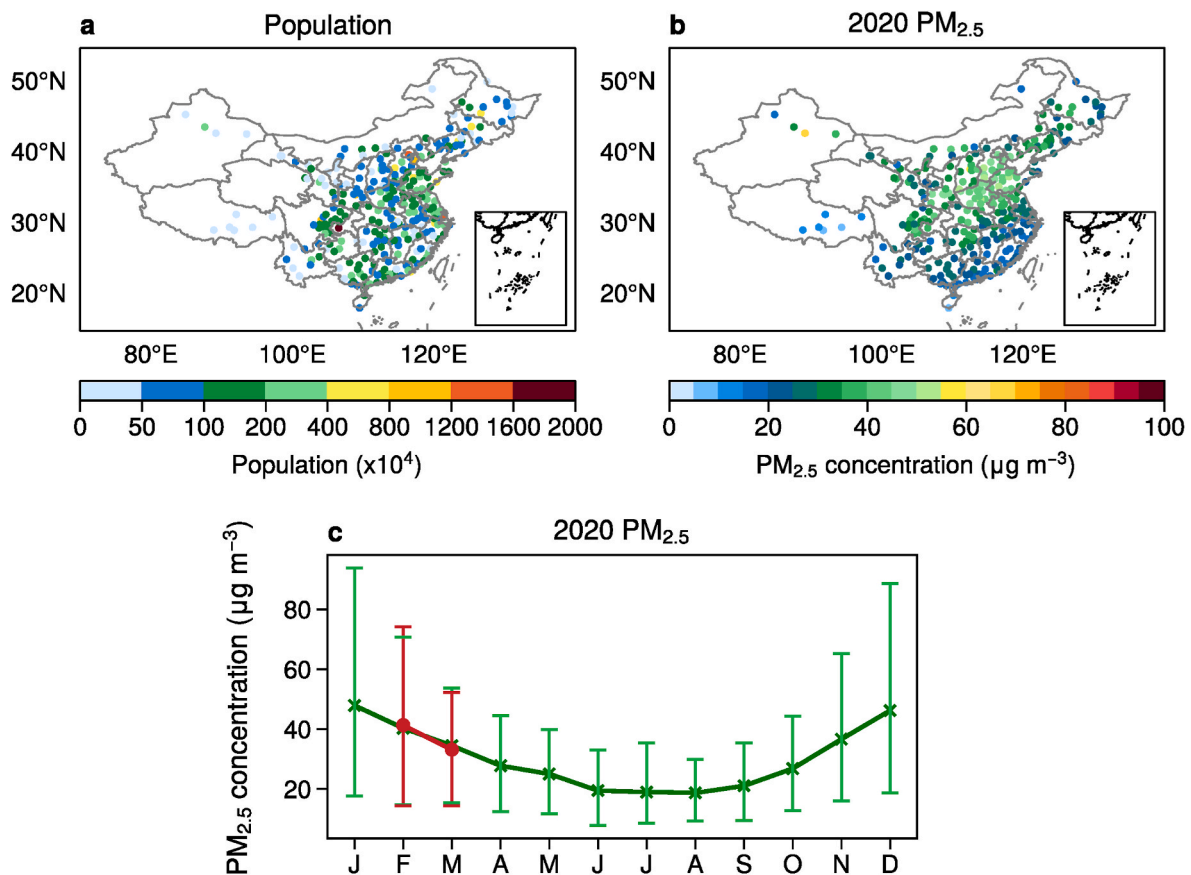 a Population
50°N
40°N
30°N
20°N
80°E 100°E 120°E
0 50 100 200 400 800 1200 1600 2000
Population (x10⁴)
b 2020 PM₂.₅
50°N
40°N
30°N
20°N
80°E 100°E 120°E
0 20 40 60 80 100
PM₂.₅ concentration (µg m⁻³)
c 2020 PM₂.₅
PM₂.₅ concentration (µg m⁻³)
80
60
40
20
J F M A M J J A S O N D